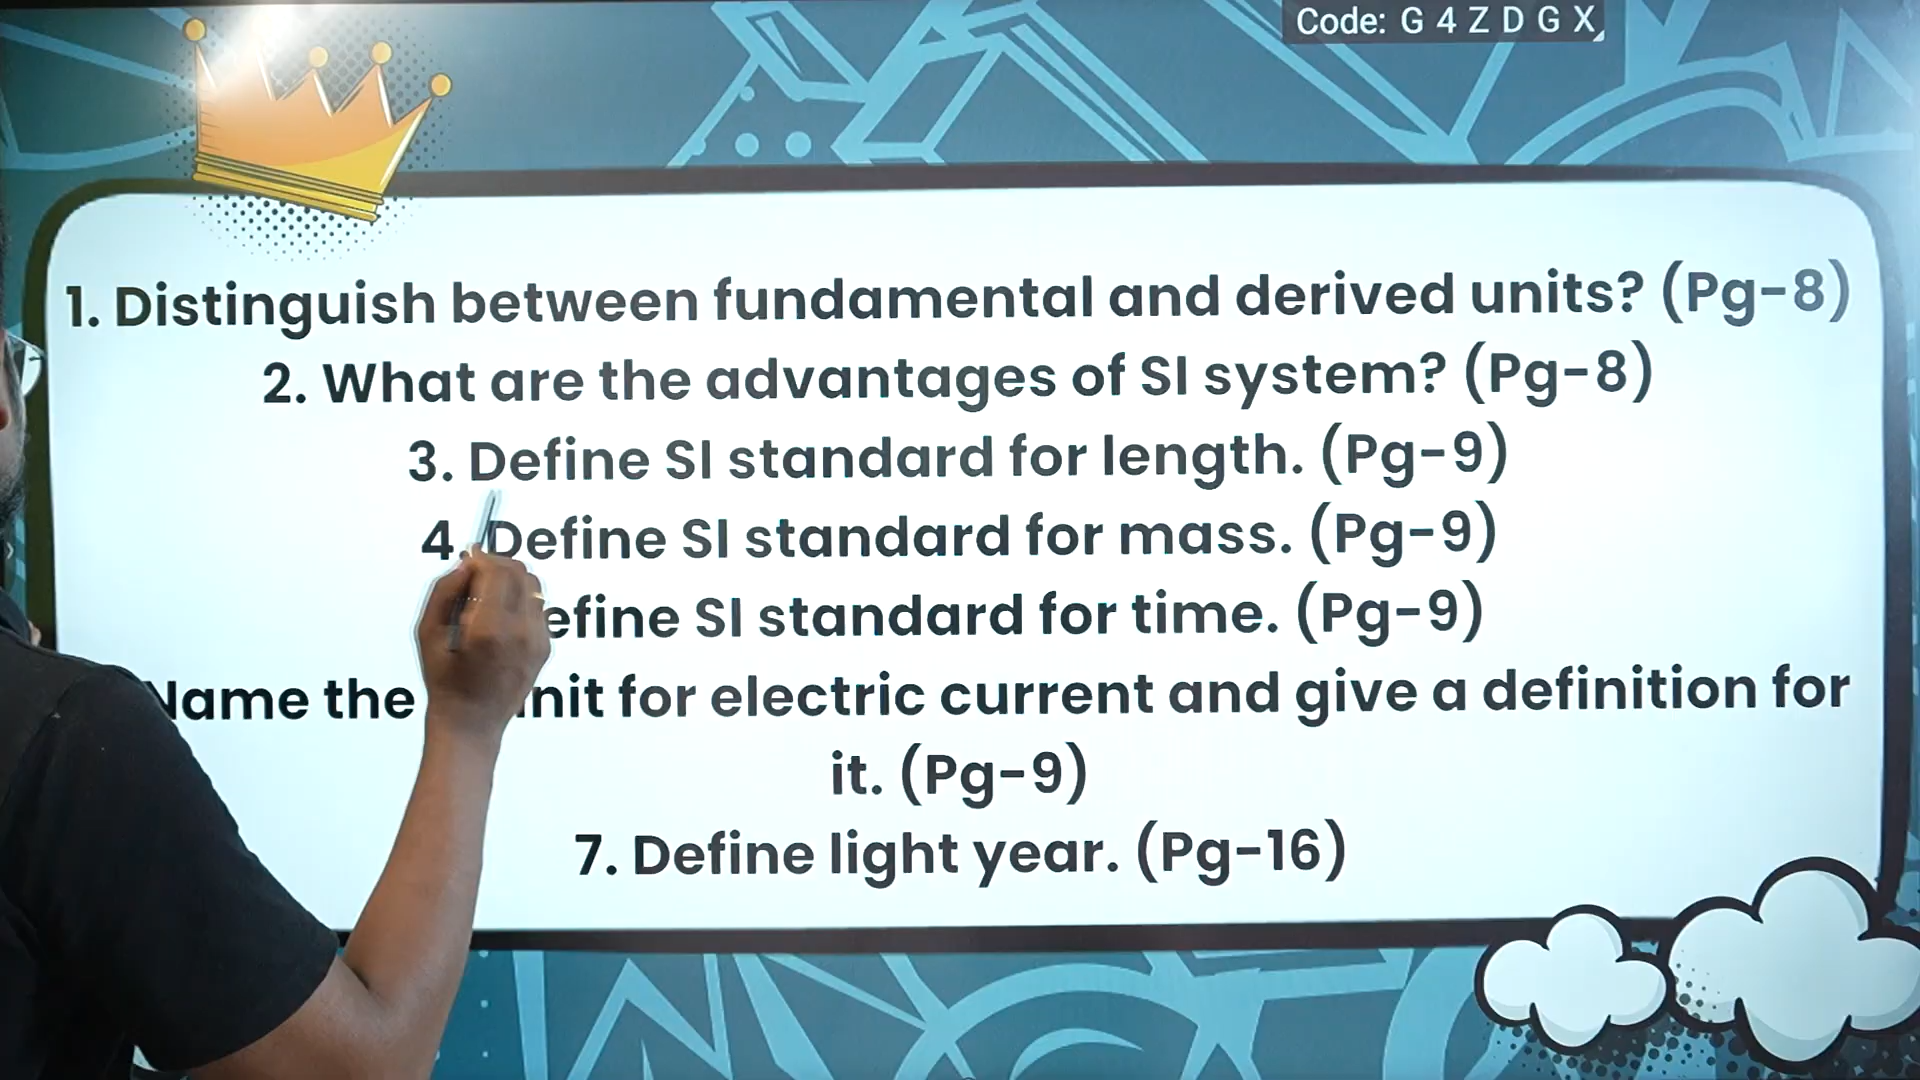 Code: G 4 Z D G X
1. Distinguish between fundamental and derived units? (Pg-8)
2. What are the advantages of SI system? (Pg-8)
3. Define SI standard for length. (Pg-9)
4. Define SI standard for mass. (Pg-9)
efine SI standard for time. (Pg-9)
Name the nit for electric current and give a definition for
it. (Pg-9)
7. Define light year. (Pg-16)